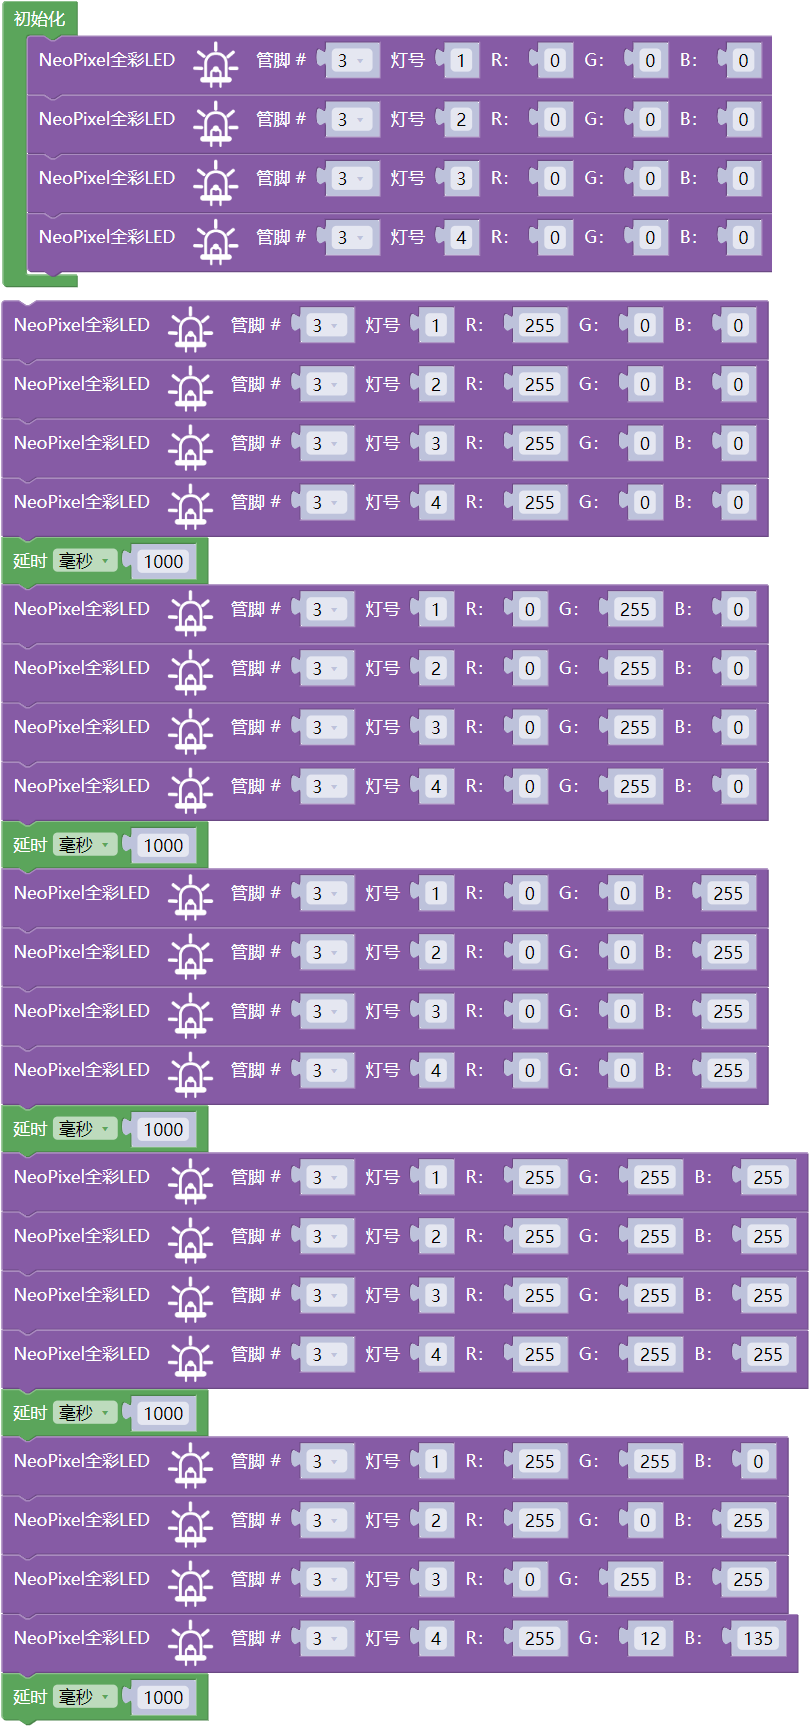 初始化
NeoPixel全彩LED 管脚 # 3 灯号 1 R: 0 G: 0 B: 0
NeoPixel全彩LED 管脚 # 3 灯号 2 R: 0 G: 0 B: 0
NeoPixel全彩LED 管脚 # 3 灯号 3 R: 0 G: 0 B: 0
NeoPixel全彩LED 管脚 # 3 灯号 4 R: 0 G: 0 B: 0
NeoPixel全彩LED 管脚 # 3 灯号 1 R: 255 G: 0 B: 0
NeoPixel全彩LED 管脚 # 3 灯号 2 R: 255 G: 0 B: 0
NeoPixel全彩LED 管脚 # 3 灯号 3 R: 255 G: 0 B: 0
NeoPixel全彩LED 管脚 # 3 灯号 4 R: 255 G: 0 B: 0
延时 毫秒 1000
NeoPixel全彩LED 管脚 # 3 灯号 1 R: 0 G: 255 B: 0
NeoPixel全彩LED 管脚 # 3 灯号 2 R: 0 G: 255 B: 0
NeoPixel全彩LED 管脚 # 3 灯号 3 R: 0 G: 255 B: 0
NeoPixel全彩LED 管脚 # 3 灯号 4 R: 0 G: 255 B: 0
延时 毫秒 1000
NeoPixel全彩LED 管脚 # 3 灯号 1 R: 0 G: 0 B: 255
NeoPixel全彩LED 管脚 # 3 灯号 2 R: 0 G: 0 B: 255
NeoPixel全彩LED 管脚 # 3 灯号 3 R: 0 G: 0 B: 255
NeoPixel全彩LED 管脚 # 3 灯号 4 R: 0 G: 0 B: 255
延时 毫秒 1000
NeoPixel全彩LED 管脚 # 3 灯号 1 R: 255 G: 255 B: 255
NeoPixel全彩LED 管脚 # 3 灯号 2 R: 255 G: 255 B: 255
NeoPixel全彩LED 管脚 # 3 灯号 3 R: 255 G: 255 B: 255
NeoPixel全彩LED 管脚 # 3 灯号 4 R: 255 G: 255 B: 255
延时 毫秒 1000
NeoPixel全彩LED 管脚 # 3 灯号 1 R: 255 G: 255 B: 0
NeoPixel全彩LED 管脚 # 3 灯号 2 R: 255 G: 0 B: 255
NeoPixel全彩LED 管脚 # 3 灯号 3 R: 0 G: 255 B: 255
NeoPixel全彩LED 管脚 # 3 灯号 4 R: 255 G: 12 B: 135
延时 毫秒 1000